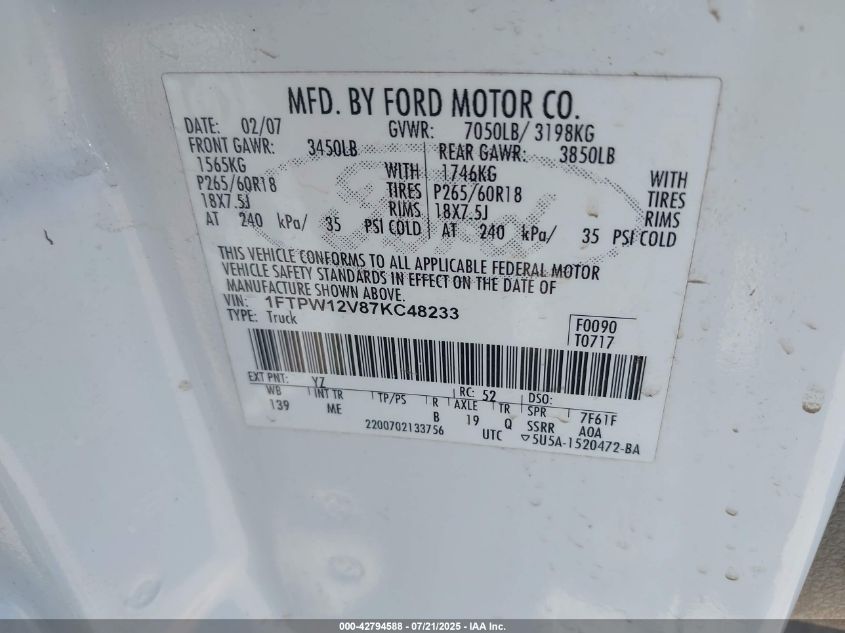 MFD. BY FORD MOTOR CO.
DATE: 02/07 GVWR: 7050LB/ 3198KG
FRONT GAWR: 3450LB REAR GAWR: 3850LB
1565KG WITH 1746KG WITH
P265/60R18 TIRES P265/60R18 TIRES
18X7.5J RIMS 18X7.5J RIMS
AT 240 kPa/ 35 PSI COLD AT 240 kPa/ 35 PSI COLD
THIS VEHICLE CONFORMS TO ALL APPLICABLE FEDERAL MOTOR
VEHICLE SAFETY STANDARDS IN EFFECT ON THE DATE OF
MANUFACTURE SHOWN ABOVE.
VIN: 1FTPW12V87KC48233
TYPE: Truck
F0090
T0717
EXT PNT: YZ RC: 52 DSO:
WB INT TR TP/PS R AXLE TR SPR 7F61F
139 ME B 19 Q SSRR A0A
2200702133756 UTC 5U5A-1520472-BA
Ford
000-42794588 - 07/21/2025 - IAA Inc.